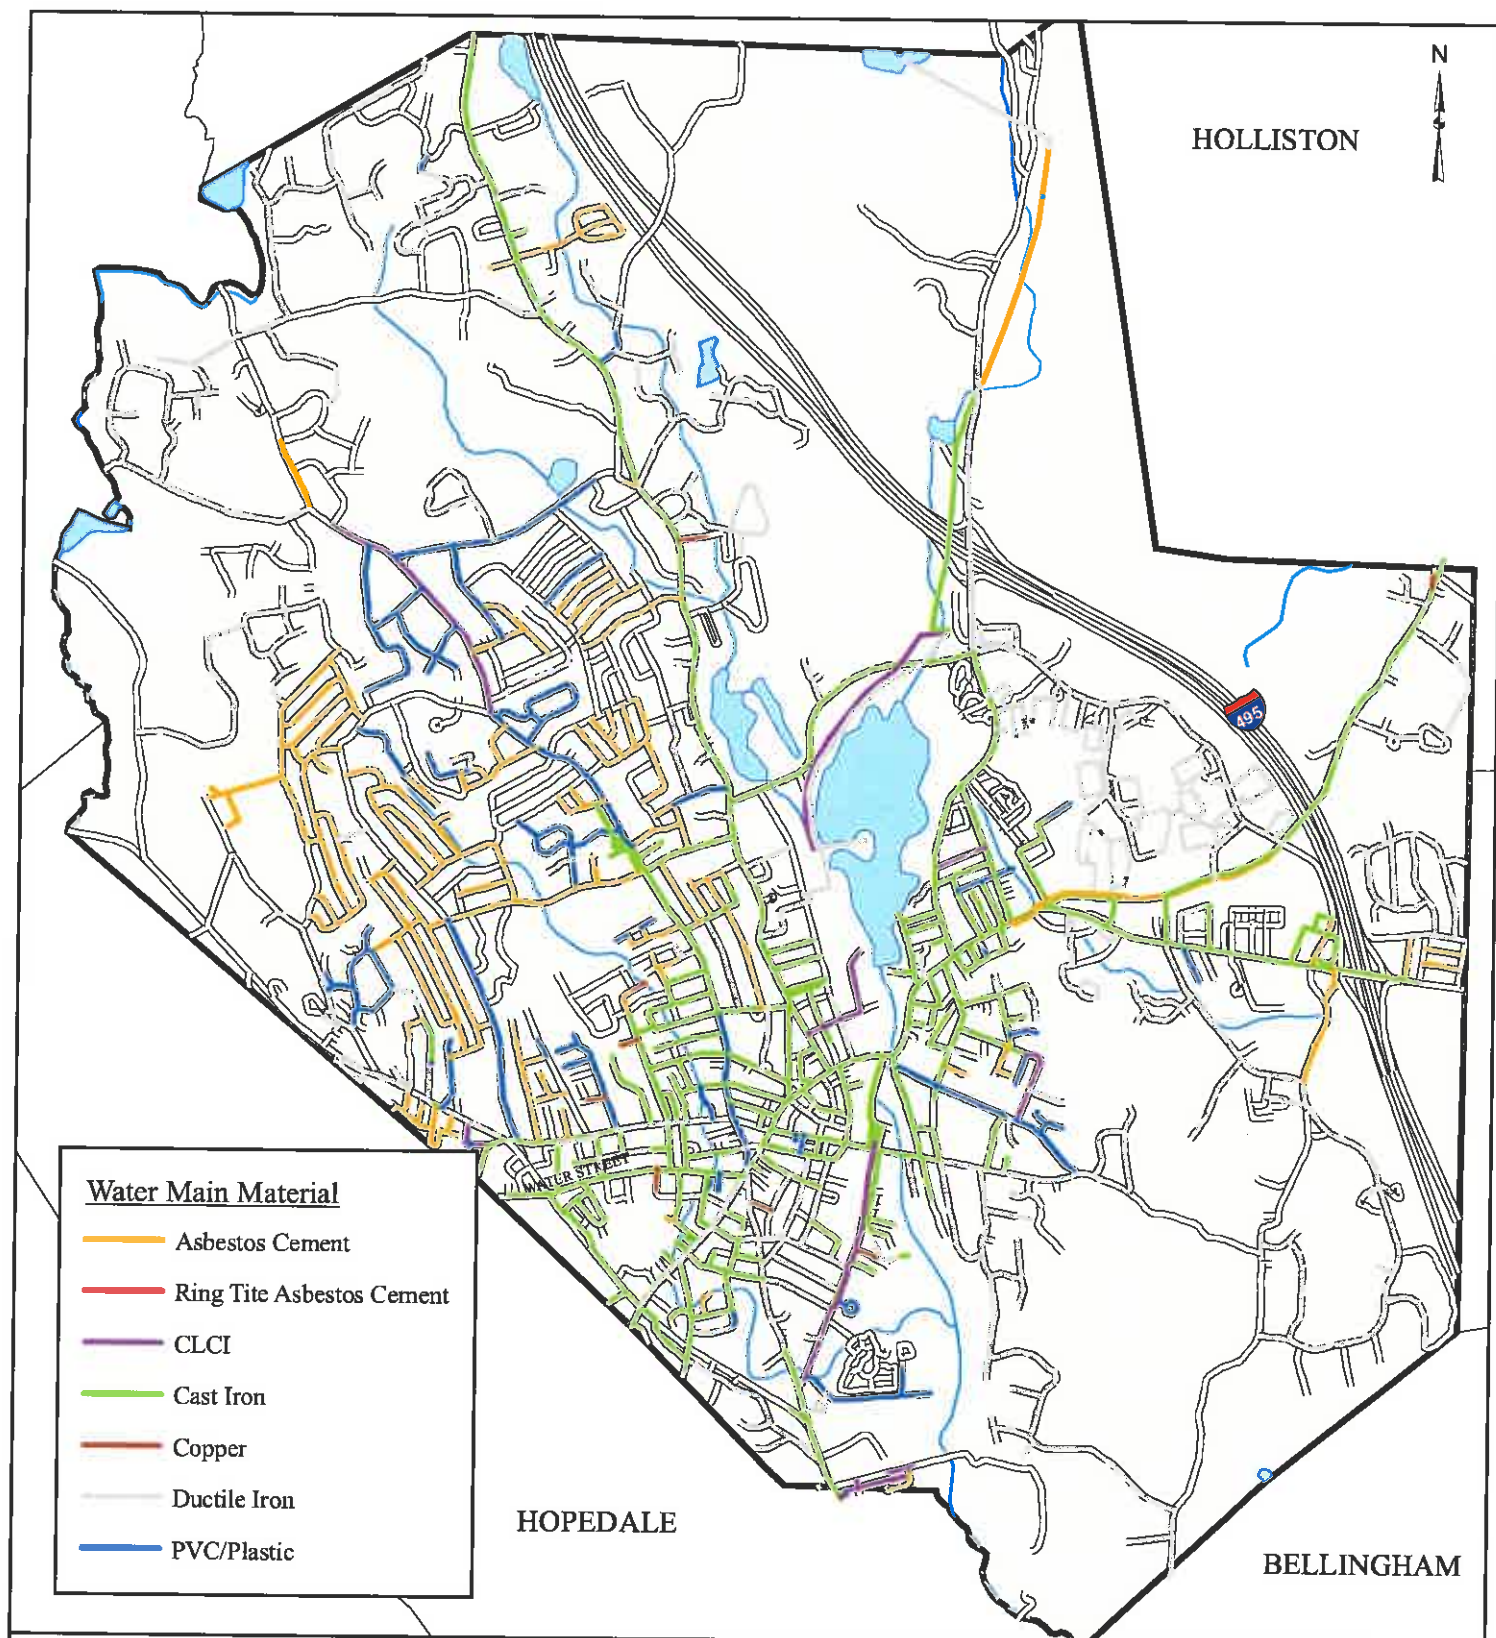 N
HOLLISTON
495
WATER STREET
Water Main Material
Asbestos Cement
Ring Tite Asbestos Cement
CLCI
Cast Iron
Copper
Ductile Iron
PVC/Plastic
HOPEDALE
BELLINGHAM